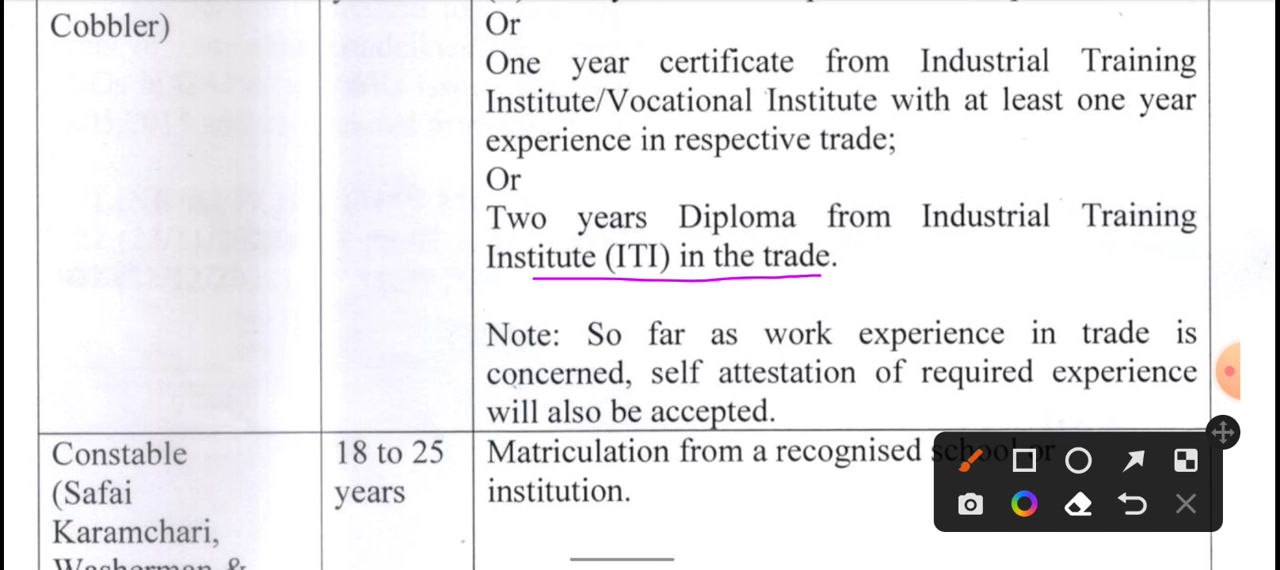 Cobbler)
Or
One year certificate from Industrial Training
Institute/Vocational Institute with at least one year
experience in respective trade;
Or
Two years Diploma from Industrial Training
Institute (ITI) in the trade.
Note: So far as work experience in trade is
concerned, self attestation of required experience
will also be accepted.
Constable
(Safai
Karamchari,
Washerman &
18 to 25
years
Matriculation from a recognised school or
institution.